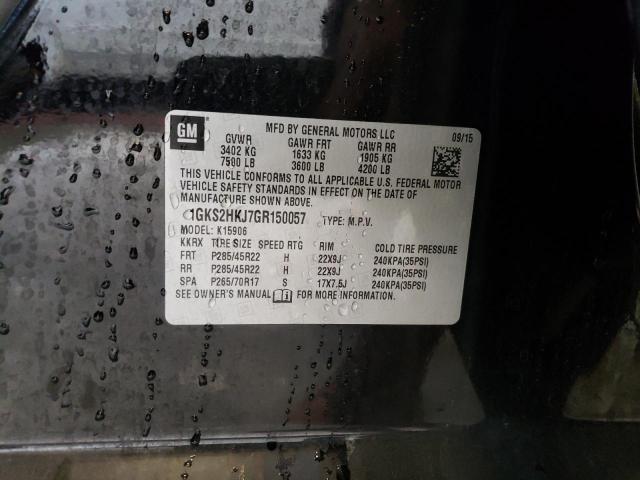 GM
MFD BY GENERAL MOTORS LLC 09/15
GVWR GAWR FRT GAWR RR
3402 KG 1633 KG 1905 KG
7500 LB 3600 LB 4200 LB
THIS VEHICLE CONFORMS TO ALL APPLICABLE U.S. FEDERAL MOTOR
VEHICLE SAFETY STANDARDS IN EFFECT ON THE DATE OF
MANUFACTURE SHOWN ABOVE.
1GKS2HKJ7GR150057 TYPE: M.P.V.
MODEL: K15906
KKRX TIRE SIZE SPEED RTG RIM COLD TIRE PRESSURE
FRT P285/45R22 H 22X9J 240KPA(35PSI)
RR P285/45R22 H 22X9J 240KPA(35PSI)
SPA P265/70R17 S 17X7.5J 240KPA(35PSI)
SEE OWNER'S MANUAL FOR MORE INFORMATION.